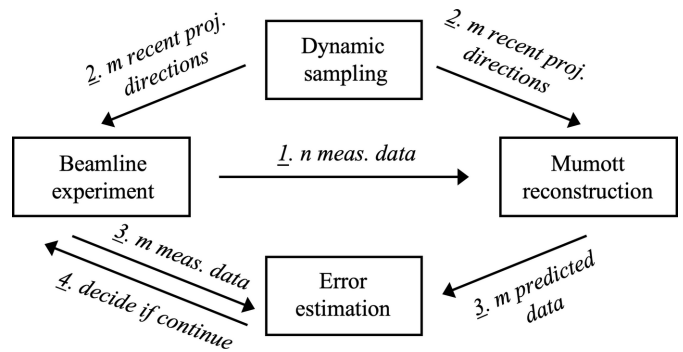 Dynamic
sampling
2. m recent proj.
directions
2. m recent proj.
directions
Beamline
experiment
1. n meas. data
Mumott
reconstruction
3. m meas. data
4. decide if continue
Error
estimation
3. m predicted
data